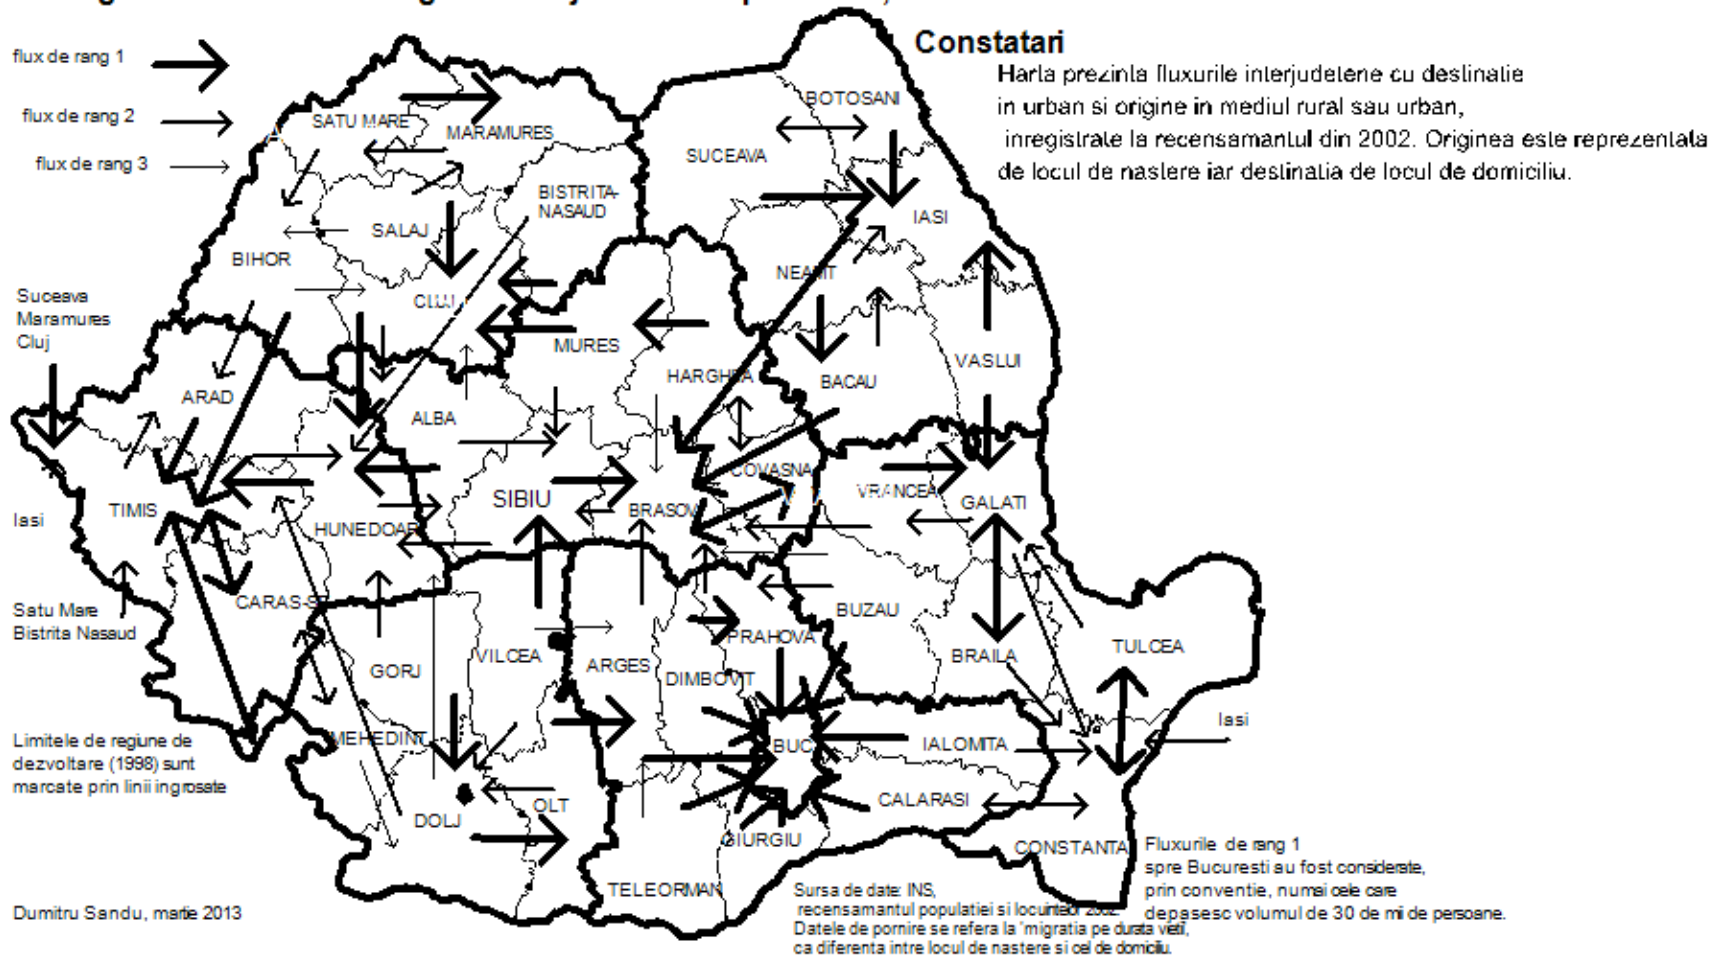 Constatari
Harta prezinta fluxurile interjudetene cu destinatie
in urban si origine in mediul rural sau urban,
inregistrate la recensamantul din 2002. Originea este reprezentata
de locul de nastere iar destinatia de locul de domiciliu.
flux de rang 1
flux de rang 2
flux de rang 3
BOTOSANI
SATU MARE
MARAMURES
SUCEAVA
BISTRITA-
NASAUD
IASI
SALAJ
BIHOR
NEAMT
CLUJ
Suceava
Maramures
Cluj
MURES
VASLUI
HARGHITA
BACAU
ARAD
ALBA
COVASNA
SIBIU
VRANCEA
GALATI
TIMIS
BRASOV
Iasi
HUNEDOAR
CARAS-S
Satu Mare
Bistrita Nasaud
BUZAU
PRAHOVA
TULCEA
VILCEA
BRAILA
ARGES
GORJ
DIMBOVIT
Iasi
MEHEDINT
BUC
IALOMITA
Limitele de regiune de
dezvoltare (1998) sunt
marcate prin linii ingrosate
CALARASI
OLT
DOLJ
GIURGIU
CONSTANTA
TELEORMAN
Fluxurile de rang 1
spre Bucuresti au fost considerate,
prin conventie, numai cele care
depasesc volumul de 30 de mii de persoane.
Sursa de date: INS,
recensamantul populatiei si locuintelor 2002.
Datele de pornire se refera la 'migratia pe durata vietii',
ca diferenta intre locul de nastere si cel de domiciliu.
Dumitru Sandu, martie 2013